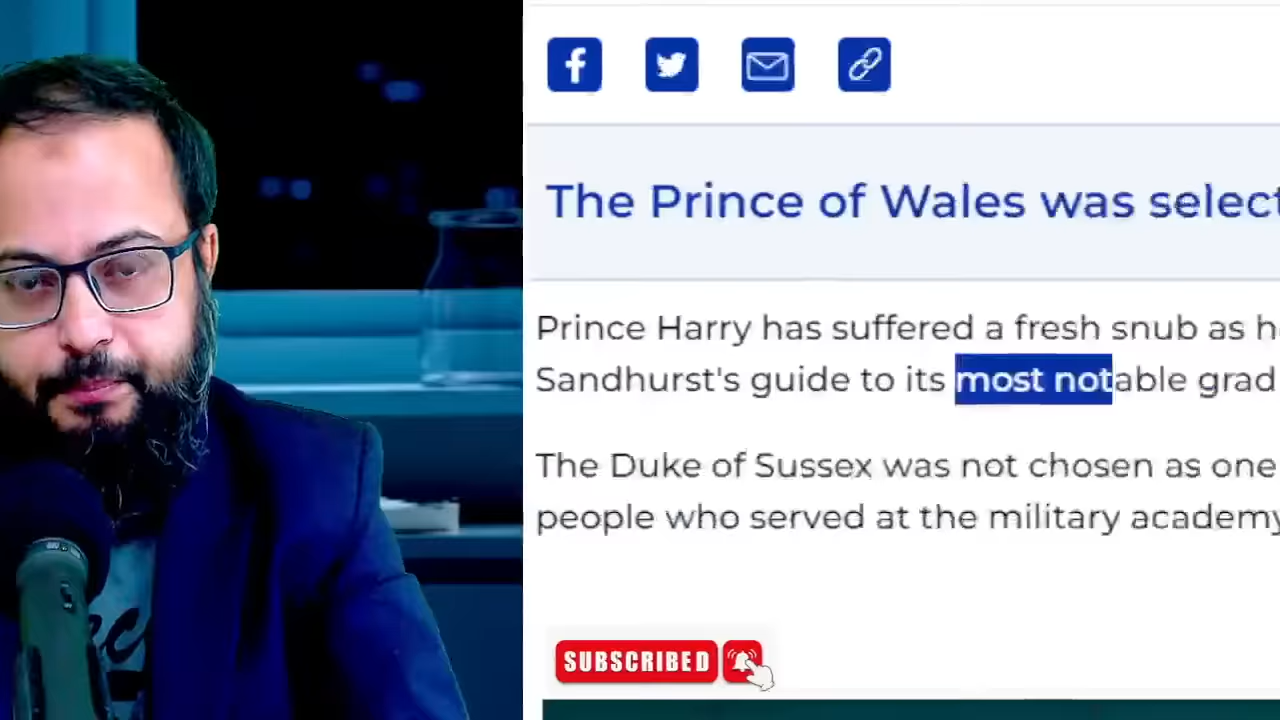 The Prince of Wales was select
Prince Harry has suffered a fresh snub as h
Sandhurst's guide to its most notable grad
The Duke of Sussex was not chosen as one
people who served at the military academy
SUBSCRIBED